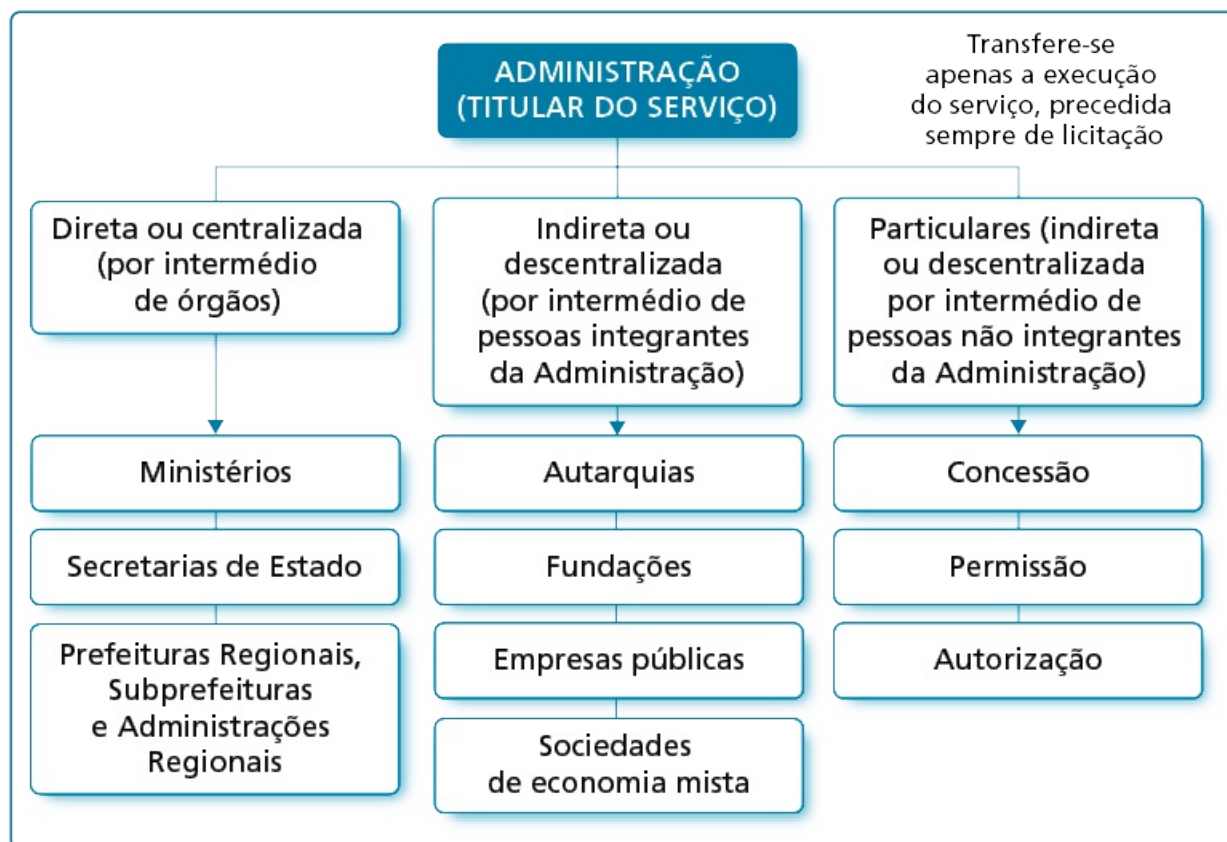 ADMINISTRAÇÃO
(TITULAR DO SERVIÇO)
Transfere-se
apenas a execução
do serviço, precedida
sempre de licitação
Direta ou centralizada
(por intermédio
de órgãos)
Ministérios
Secretarias de Estado
Prefeituras Regionais,
Subprefeituras
e Administrações
Regionais
Indireta ou
descentralizada
(por intermédio de
pessoas integrantes
da Administração)
Autarquias
Fundações
Empresas públicas
Sociedades
de economia mista
Particulares (indireta
ou descentralizada
por intermédio de
pessoas não integrantes
da Administração)
Concessão
Permissão
Autorização